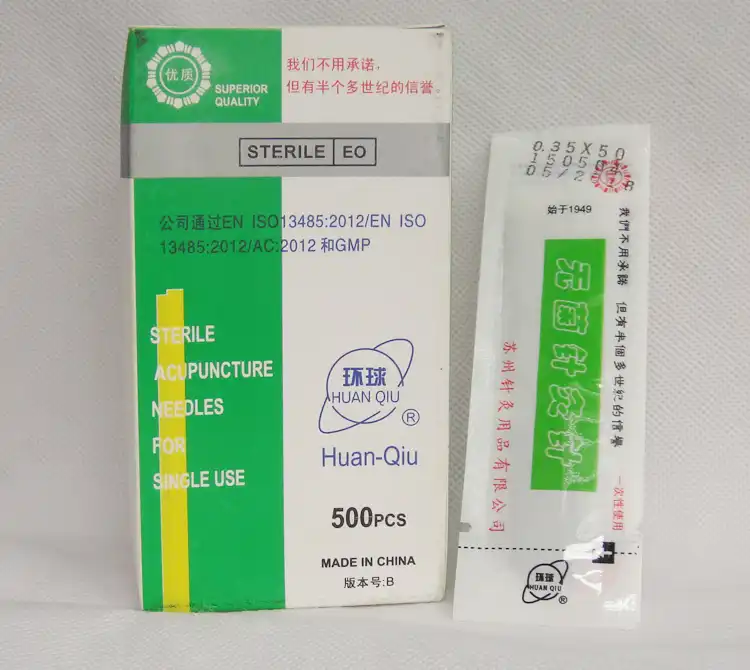 优质
SUPERIOR
QUALITY
我们不用承诺,
但有半个多世纪的信誉。
STERILE EO
公司通过EN ISO13485:2012/EN ISO
13485:2012/AC:2012 和GMP
STERILE
ACUPUNCTURE
NEEDLES
FOR
SINGLE USE
环球
HUAN QIU
®
Huan-Qiu
500PCS
MADE IN CHINA
版本号:B
0.35X50
始于1949
我們不用承諾 但有半個多世紀的信譽
无菌针灸针
苏州针灸用品有限公司
一次性使用
环球
HUAN QIU
®